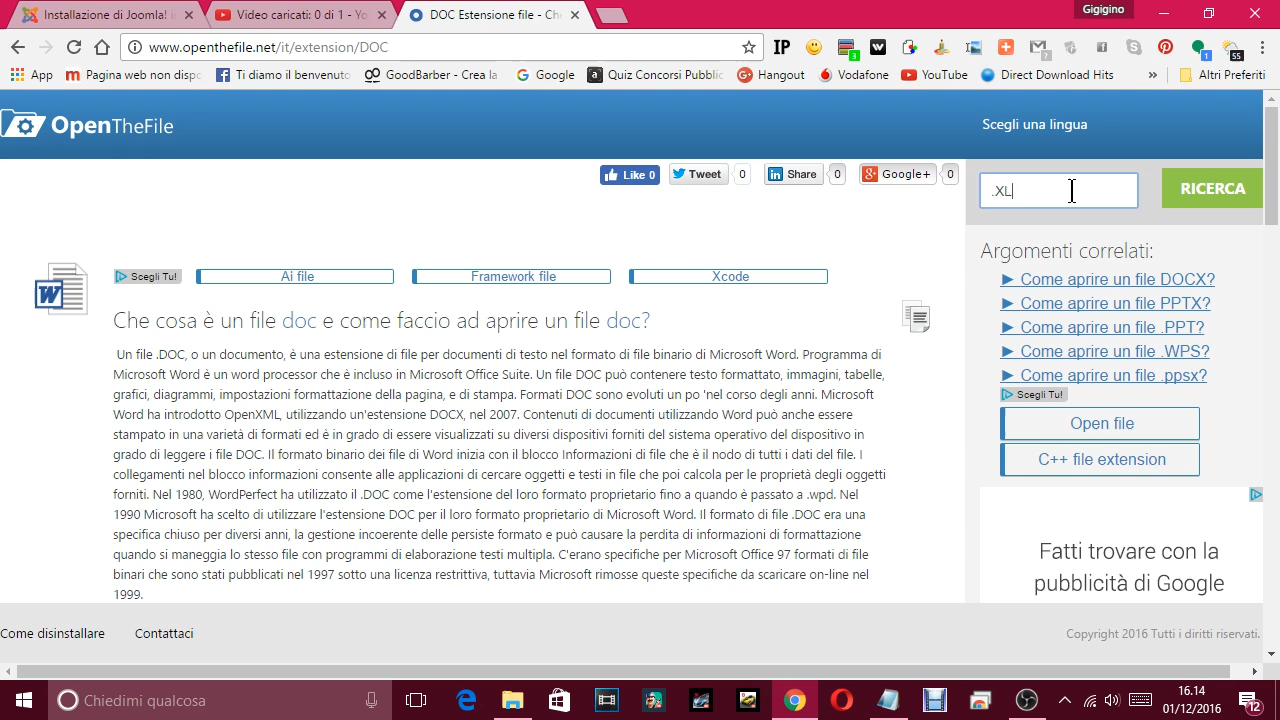 Installazione di Joomla! i
Video caricati: 0 di 1 - Yo
DOC Estensione file - Che
Gigigino
www.openthefile.net/it/extension/DOC
IP
App
Pagina web non dispo
Ti diamo il benvenuto
GoodBarber - Crea la
Google
Quiz Concorsi Pubblic
Hangout
Vodafone
YouTube
Direct Download Hits
»
Altri Preferiti
OpenTheFile
Scegli una lingua
Like 0
Tweet
0
Share
0
Google+
0
.XL
RICERCA
Scegli Tu!
Ai file
Framework file
Xcode
Che cosa è un file doc e come faccio ad aprire un file doc?
Un file .DOC, o un documento, è una estensione di file per documenti di testo nel formato di file binario di Microsoft Word. Programma di
Microsoft Word è un word processor che è incluso in Microsoft Office Suite. Un file DOC può contenere testo formattato, immagini, tabelle,
grafici, diagrammi, impostazioni formattazione della pagina, e di stampa. Formati DOC sono evoluti un po 'nel corso degli anni. Microsoft
Word ha introdotto OpenXML, utilizzando un'estensione DOCX, nel 2007. Contenuti di documenti utilizzando Word può anche essere
stampato in una varietà di formati ed è in grado di essere visualizzati su diversi dispositivi forniti del sistema operativo del dispositivo in
grado di leggere i file DOC. Il formato binario dei file di Word inizia con il blocco Informazioni di file che è il nodo di tutti i dati del file. I
collegamenti nel blocco informazioni consente alle applicazioni di cercare oggetti e testi in file che poi calcola per le proprietà degli oggetti
forniti. Nel 1980, WordPerfect ha utilizzato il .DOC come l'estensione del loro formato proprietario fino a quando è passato a .wpd. Nel
1990 Microsoft ha scelto di utilizzare l'estensione DOC per il loro formato proprietario di Microsoft Word. Il formato di file .DOC era una
specifica chiuso per diversi anni, la gestione incoerente delle persiste formato e può causare la perdita di informazioni di formattazione
quando si maneggia lo stesso file con programmi di elaborazione testi multipla. C'erano specifiche per Microsoft Office 97 formati di file
binari che sono stati pubblicati nel 1997 sotto una licenza restrittiva, tuttavia Microsoft rimosse queste specifiche da scaricare on-line nel
1999.
Argomenti correlati:
► Come aprire un file DOCX?
► Come aprire un file PPTX?
► Come aprire un file .PPT?
► Come aprire un file .WPS?
► Come aprire un file .ppsx?
Scegli Tu!
Open file
C++ file extension
Fatti trovare con la
pubblicità di Google
Come disinstallare
Contattaci
Copyright 2016 Tutti i diritti riservati.
Chiedimi qualcosa
16.14
01/12/2016
12